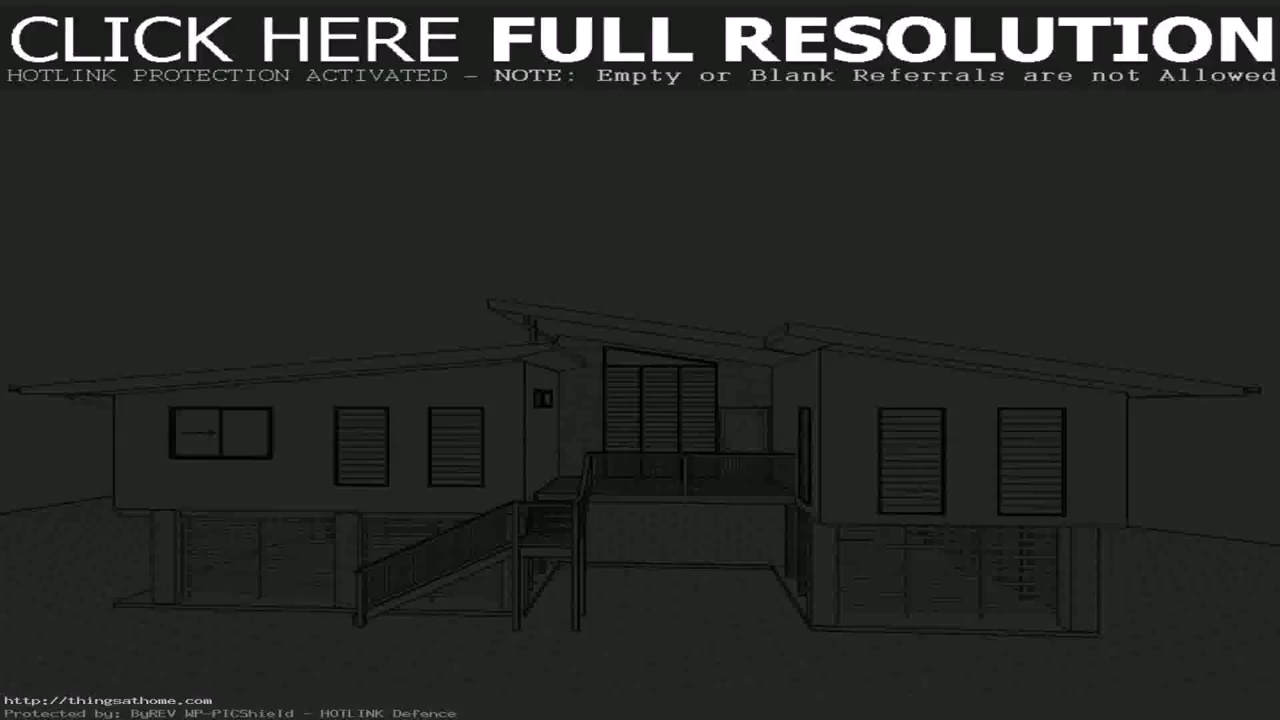 CLICK HERE FULL RESOLUTION
HOTLINK PROTECTION ACTIVATED - NOTE: Empty or Blank Referrals are not Allowed
http://thingsathome.com
Protected by: ByREV WP-PICShield - HOTLINK Defence